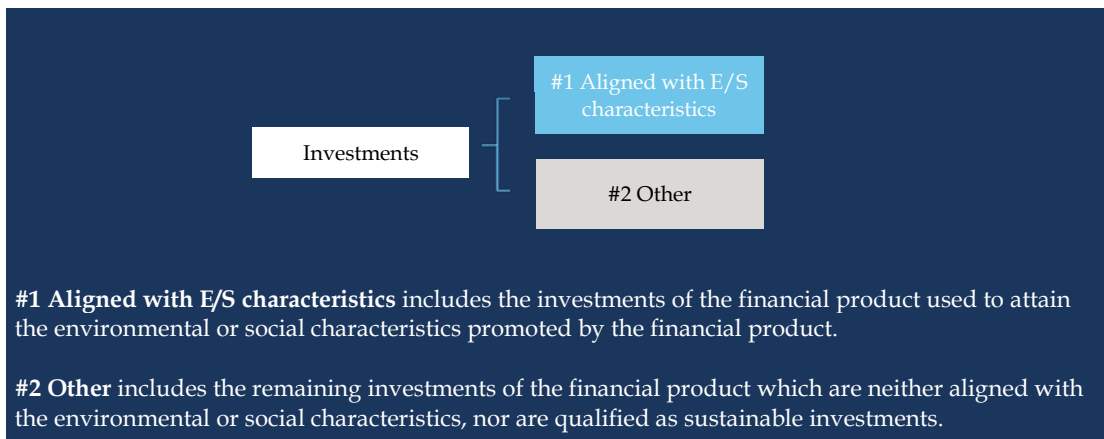 #1 Aligned with E/S
characteristics
Investments
#2 Other
#1 Aligned with E/S characteristics includes the investments of the financial product used to attain
the environmental or social characteristics promoted by the financial product.
#2 Other includes the remaining investments of the financial product which are neither aligned with
the environmental or social characteristics, nor are qualified as sustainable investments.